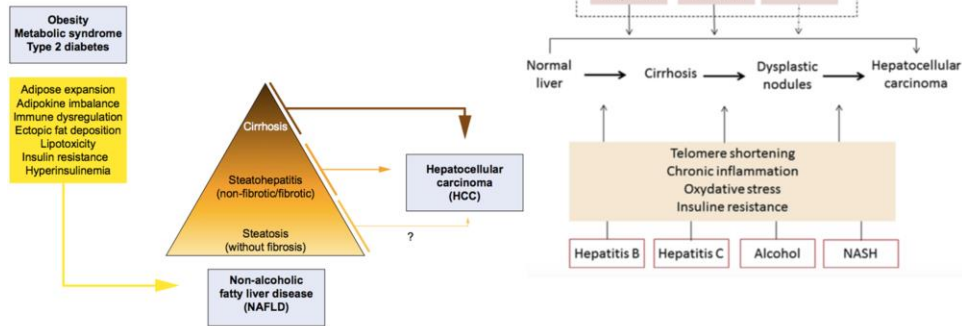 Obesity
Metabolic syndrome
Type 2 diabetes
Adipose expansion
Adipokine imbalance
Immune dysregulation
Ectopic fat deposition
Lipotoxicity
Insulin resistance
Hyperinsulinemia
Cirrhosis
Steatohepatitis
(non-fibrotic/fibrotic)
Steatosis
(without fibrosis)
Hepatocellular
carcinoma
(HCC)
?
Non-alcoholic
fatty liver disease
(NAFLD)
Normal
liver
Cirrhosis
Dysplastic
nodules
Hepatocellular
carcinoma
Telomere shortening
Chronic inflammation
Oxydative stress
Insuline resistance
Hepatitis B
Hepatitis C
Alcohol
NASH